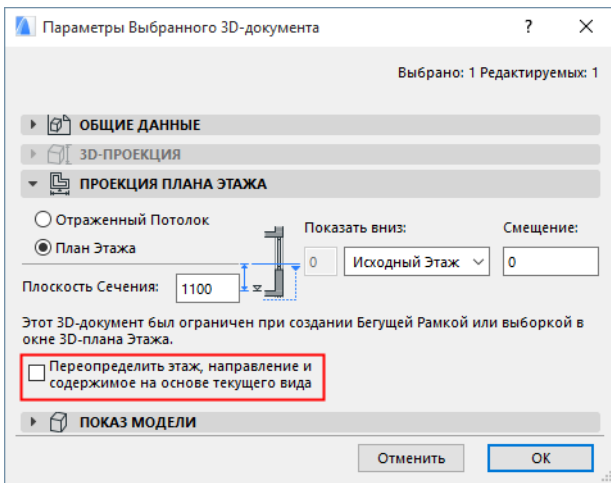 Параметры Выбранного 3D-документа ?
Выбрано: 1 Редактируемых: 1
ОБЩИЕ ДАННЫЕ
3D-ПРОЕКЦИЯ
ПРОЕКЦИЯ ПЛАНА ЭТАЖА
Отраженный Потолок
План Этажа
Показать вниз: Смещение:
0 Исходный Этаж 0
Плоскость Сечения: 1100
Этот 3D-документ был ограничен при создании Бегущей Рамкой или выборкой в
окне 3D-плана Этажа.
Переопределить этаж, направление и
содержимое на основе текущего вида
ПОКАЗ МОДЕЛИ
Отменить OK